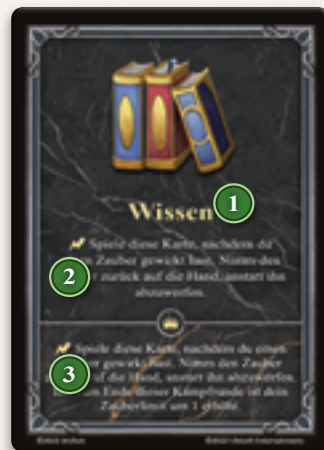 Wissen 1
Spiele diese Karte, nachdem du
2 Zauber gewirkt hast. Nimm den
zurück auf die Hand, anstatt ihn
abzuwerfen.
Spiele diese Karte, nachdem du einen
3 gewirkt hast. Nimm den Zauber
auf die Hand, anstatt ihn abzuwerfen.
Ende dieser Kampfrunde ist dein
Zauberlimit um 1 erhöht.